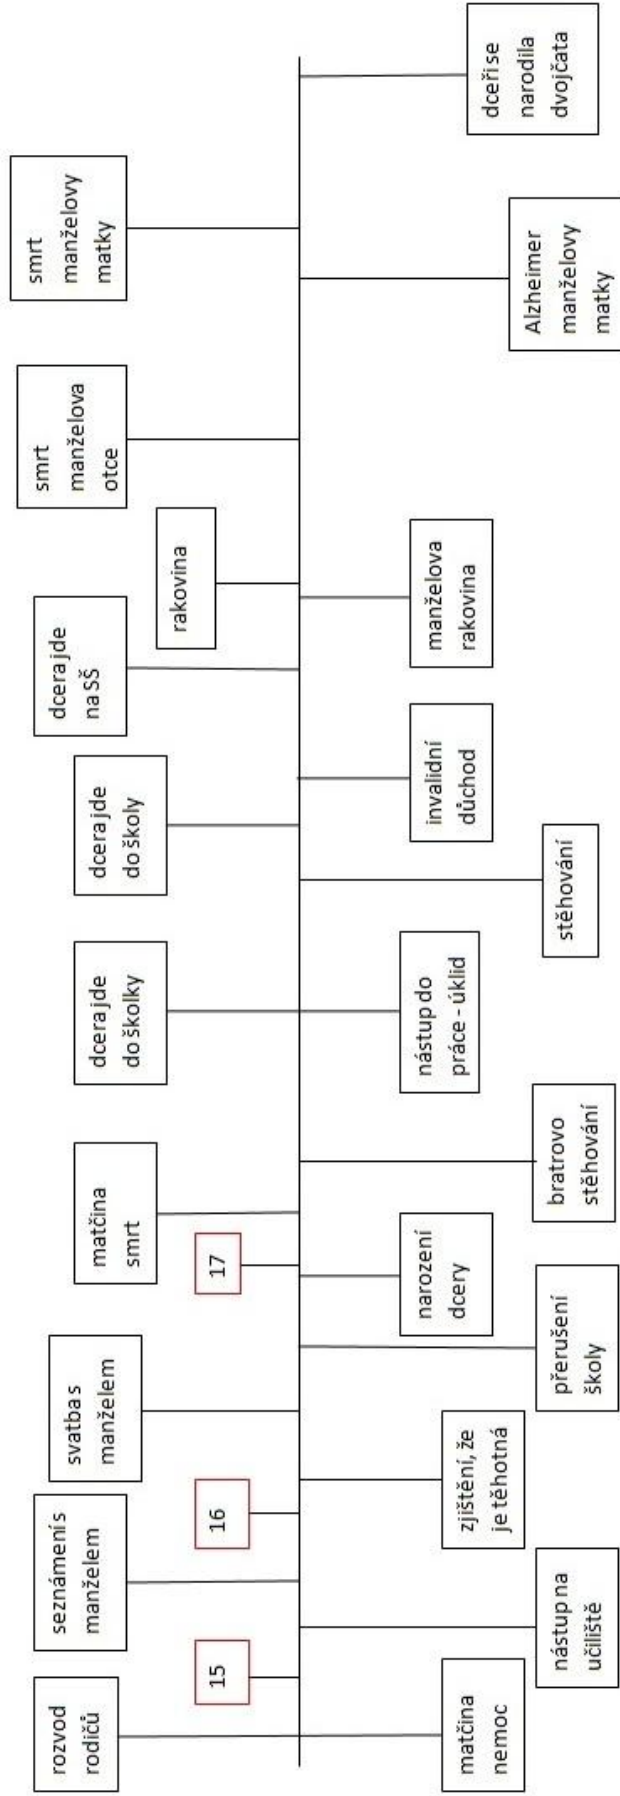 rozvod
rodičů
15
seznámení s
manželem
16
svatba s
manželem
17
matčina
smrt
dcera jde
do školky
dcera jde
do školy
dcera jde
na SŠ
rakovina
smrt
manželova
otce
smrt
manželovy
matky
matčina
nemoc
nástup na
učiliště
zjištění, že
je těhotná
přerušení
školy
narození
dcery
bratrovo
stěhování
nástup do
práce - úklid
stěhování
invalidní
důchod
manželova
rakovina
Alzheimer
manželovy
matky
dceři se
narodila
dvojčata